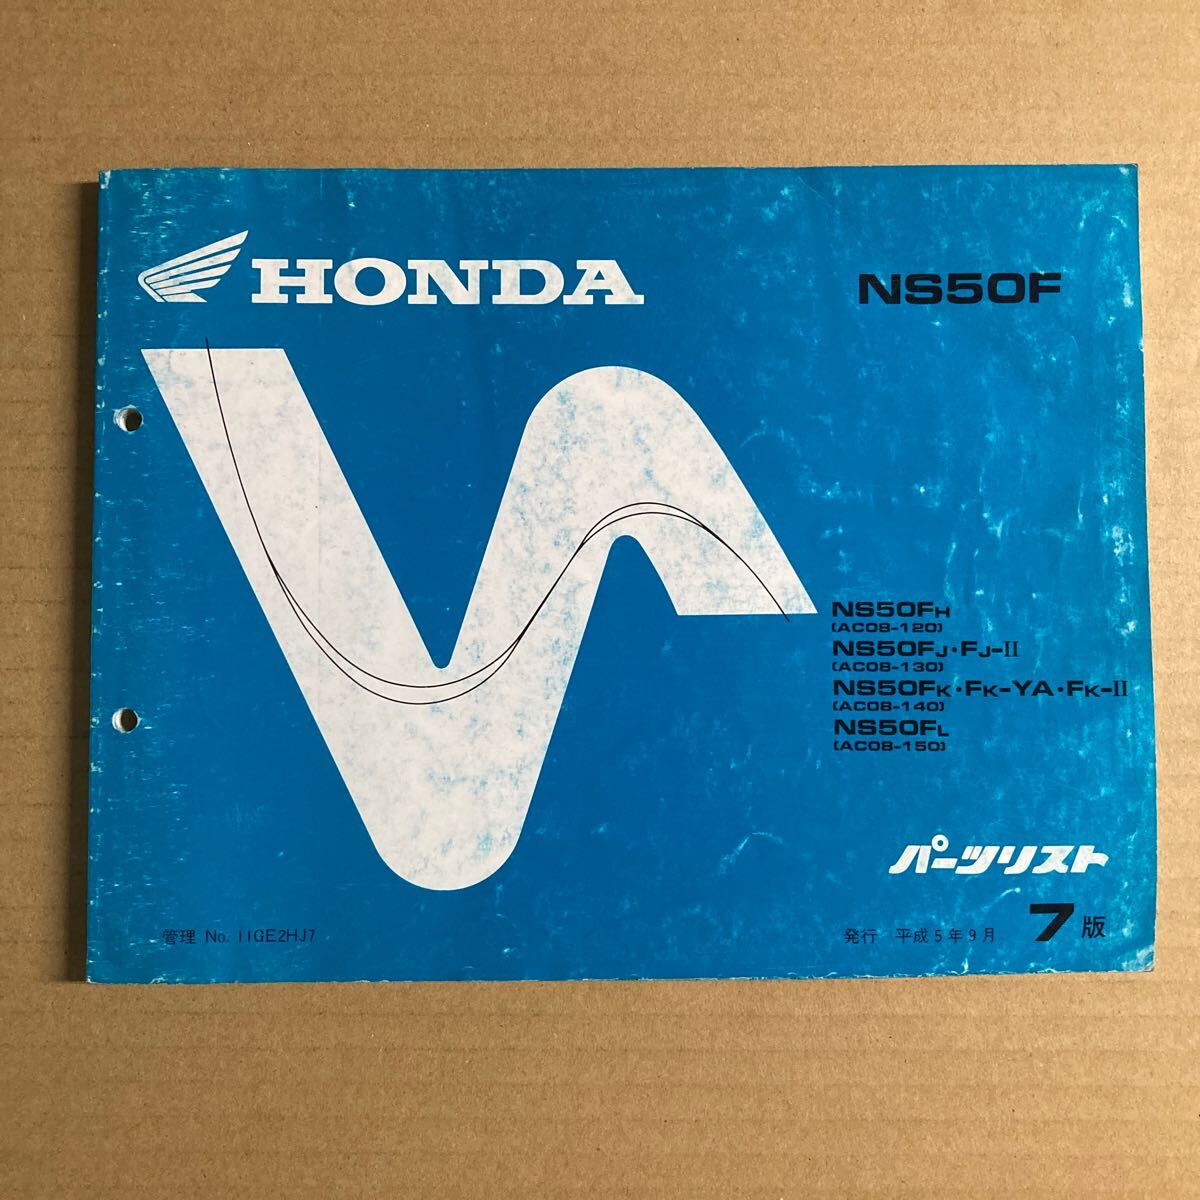 HONDA
NS50F
NS50FH
(AC08-120)
NS50FJ・FJ-II
(AC08-130)
NS50FK・FK-YA・FK-II
(AC08-140)
NS50FL
(AC08-150)
パーツリスト
管理 No. 11GE2HJ7
発行 平成5年9月 7版